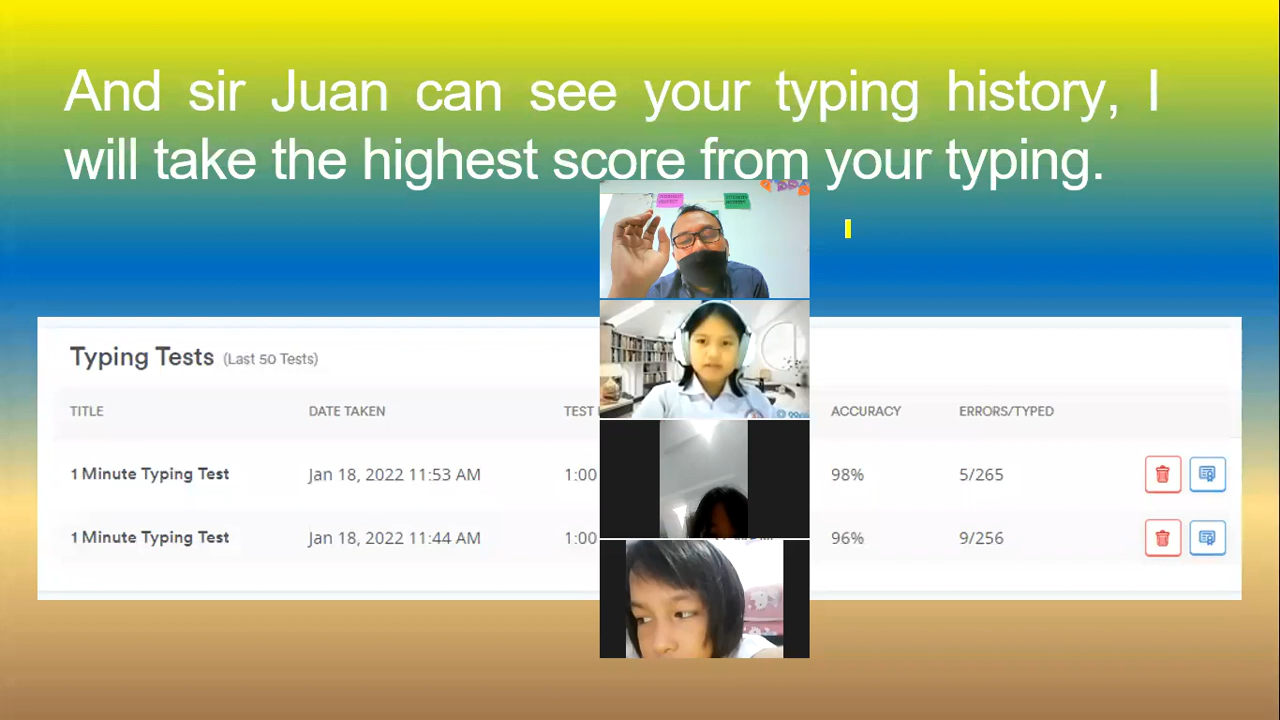 And sir Juan can see your typing history, I
will take the highest score from your typing.
Typing Tests (Last 50 Tests)
TITLE DATE TAKEN TEST ACCURACY ERRORS/TYPED
1 Minute Typing Test Jan 18, 2022 11:53 AM 1:00 98% 5/265
1 Minute Typing Test Jan 18, 2022 11:44 AM 1:00 96% 9/256